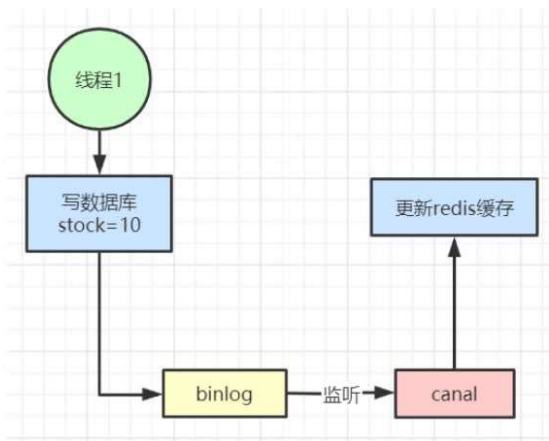 线程1
写数据库
stock=10
更新redis缓存
binlog
监听
canal